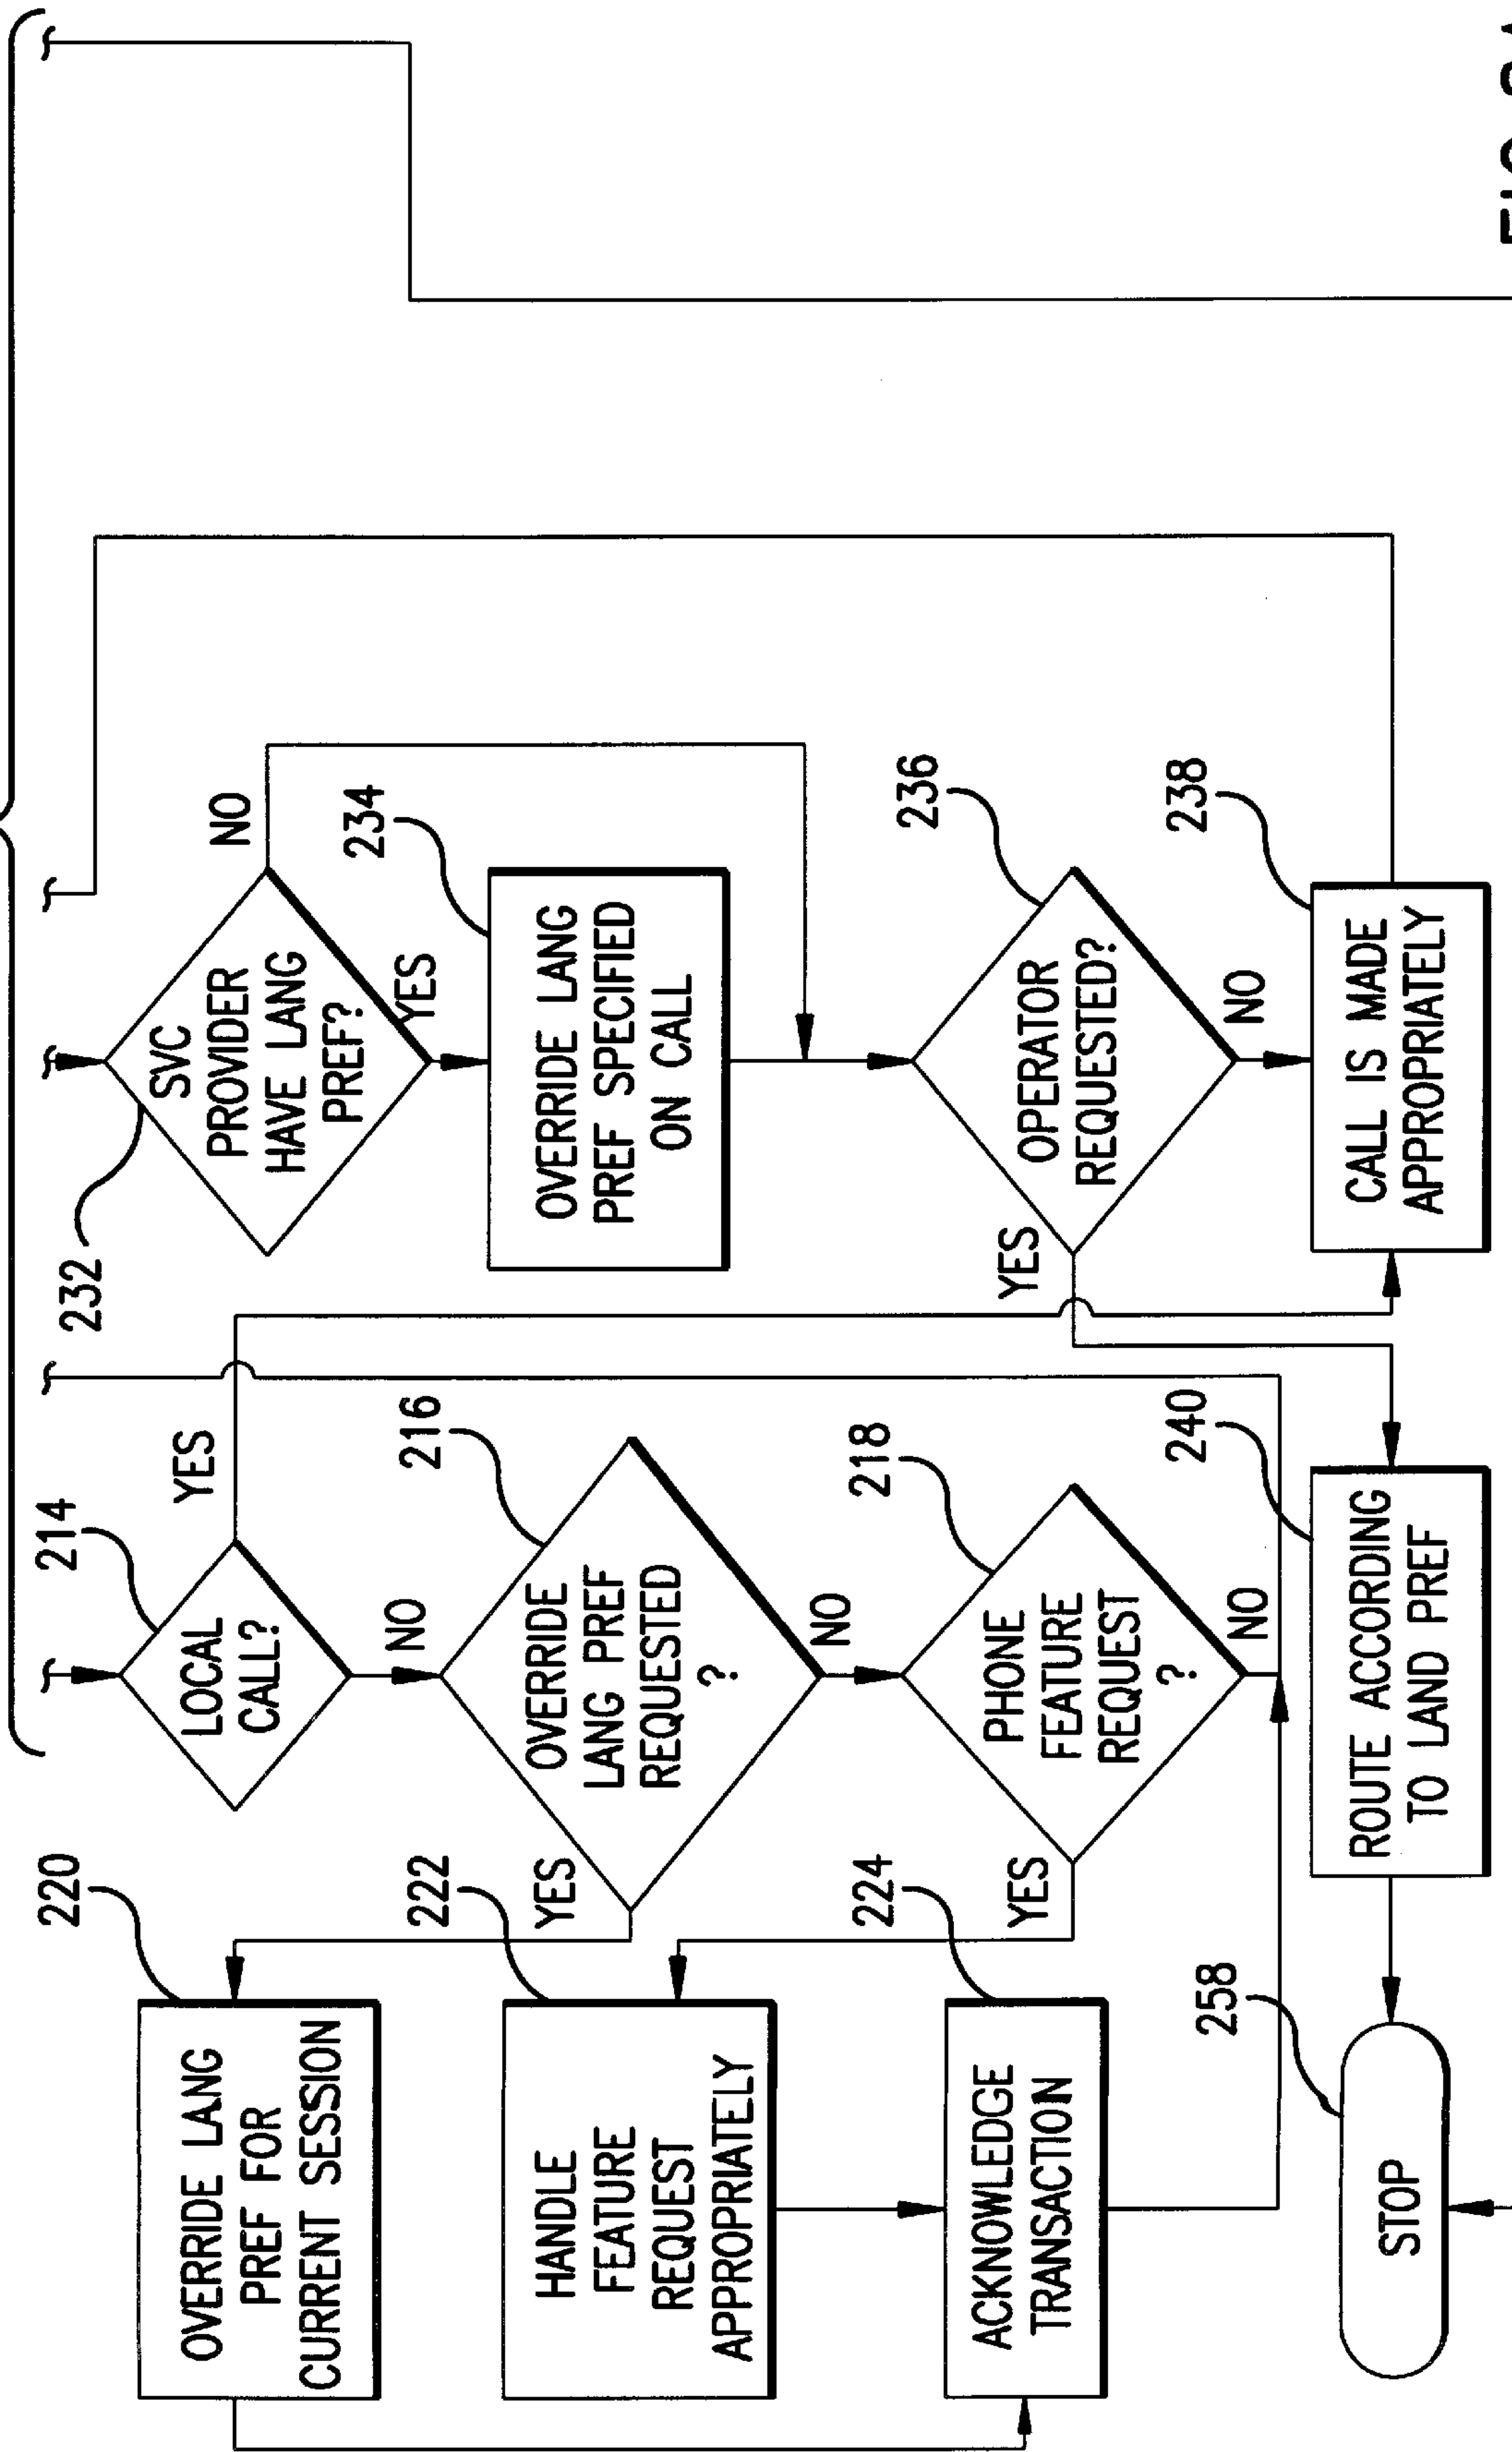 220
OVERRIDE LANG
PREF FOR
CURRENT SESSION
222
HANDLE
FEATURE
REQUEST
APPROPRIATELY
224
ACKNOWLEDGE
TRANSACTION
258
STOP
214
LOCAL
CALL?
YES
NO
216
OVERRIDE
LANG PREF
REQUESTED
?
YES
NO
218
PHONE
FEATURE
REQUEST
?
YES
NO
240
ROUTE ACCORDING
TO LAND PREF
232
SVC
PROVIDER
HAVE LANG
PREF?
NO
YES
234
OVERRIDE LANG
PREF SPECIFIED
ON CALL
236
OPERATOR
REQUESTED?
YES
NO
238
CALL IS MADE
APPROPRIATELY